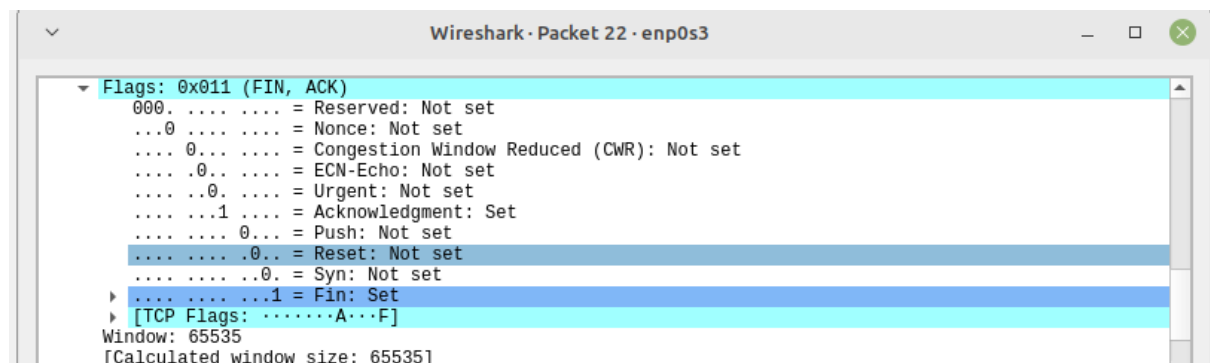 Wireshark · Packet 22 · enp0s3
Flags: 0x011 (FIN, ACK)
000. .... .... = Reserved: Not set
...0 .... .... = Nonce: Not set
.... 0... .... = Congestion Window Reduced (CWR): Not set
.... .0.. .... = ECN-Echo: Not set
.... ..0. .... = Urgent: Not set
.... ...1 .... = Acknowledgment: Set
.... .... 0... = Push: Not set
.... .... .0.. = Reset: Not set
.... .... ..0. = Syn: Not set
.... .... ...1 = Fin: Set
[TCP Flags: ·······A···F]
Window: 65535
[Calculated window size: 65535]